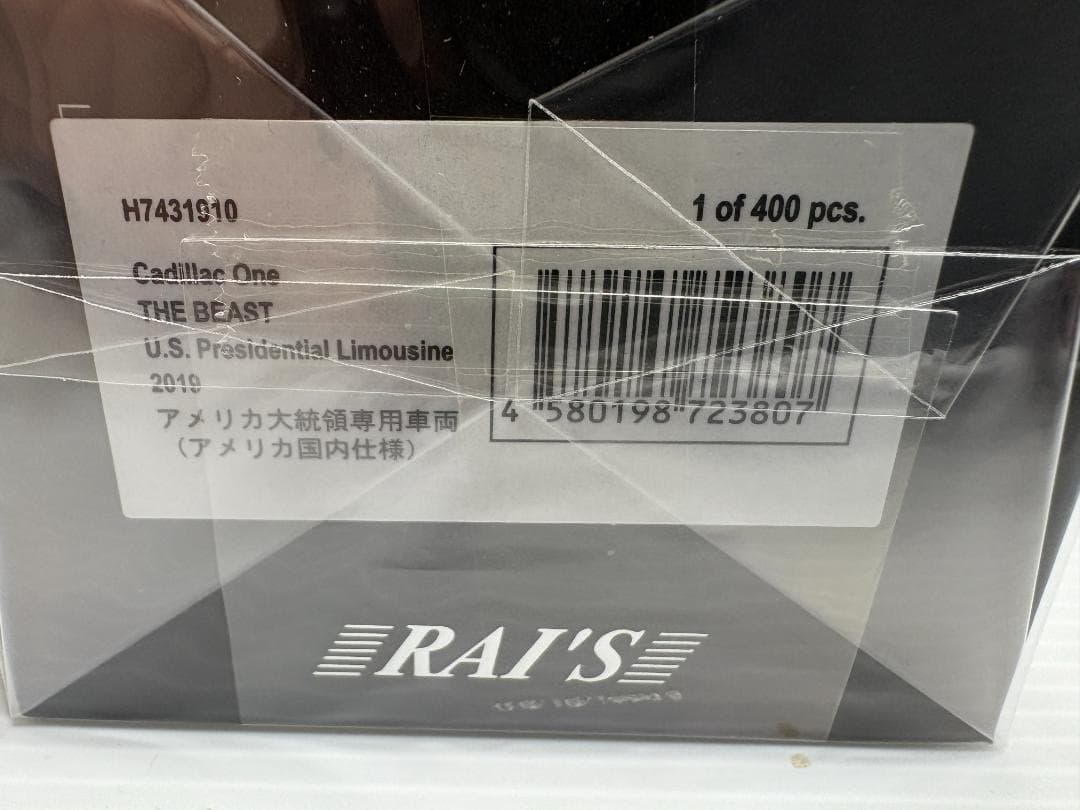 H7431910
1 of 400 pcs.
Cadillac One
THE BEAST
U.S. Presidential Limousine
2019
アメリカ大統領専用車両
（アメリカ国内仕様）
4 580198 723807
RAI'S